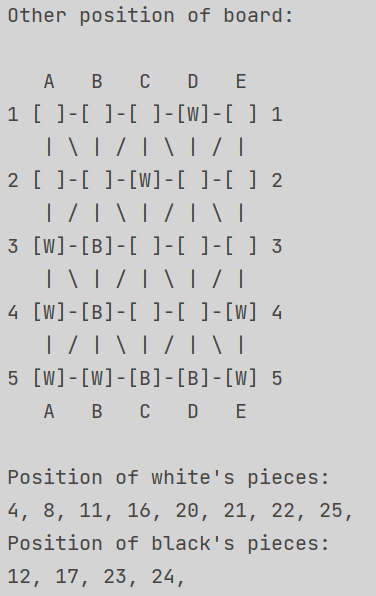 Other position of board:
   A   B   C   D   E
1 [ ]-[ ]-[ ]-[W]-[ ] 1
   | \ | / | \ | / |
2 [ ]-[ ]-[W]-[ ]-[ ] 2
   | / | \ | / | \ |
3 [W]-[B]-[ ]-[ ]-[ ] 3
   | \ | / | \ | / |
4 [W]-[B]-[ ]-[ ]-[W] 4
   | / | \ | / | \ |
5 [W]-[W]-[B]-[B]-[W] 5
   A   B   C   D   E
Position of white's pieces:
4, 8, 11, 16, 20, 21, 22, 25,
Position of black's pieces:
12, 17, 23, 24,